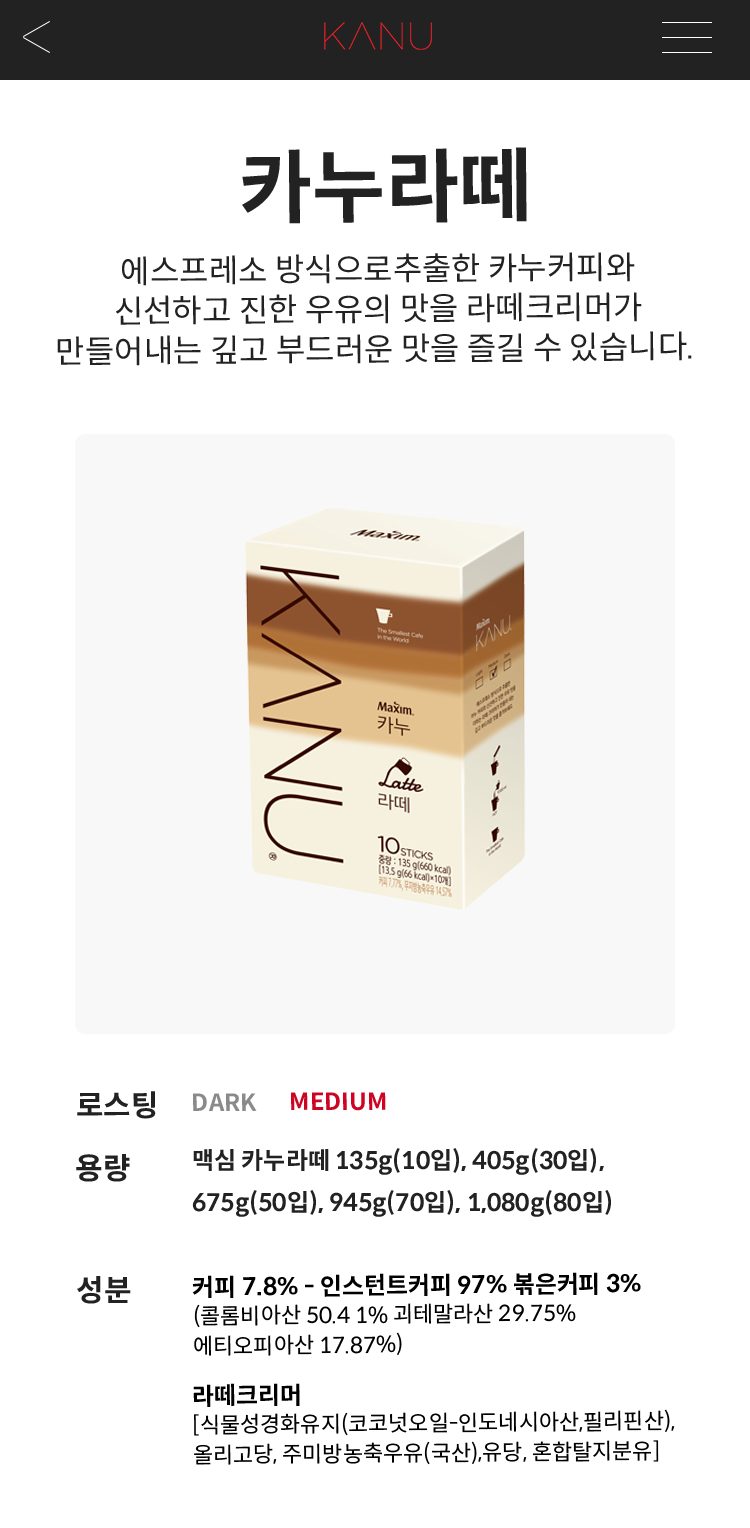 KANU
카누라떼
에스프레소 방식으로추출한 카누커피와
신선하고 진한 우유의 맛을 라떼크리머가
만들어내는 깊고 부드러운 맛을 즐길 수 있습니다.
Maxim
KANU
The Smallest Cafe
in the World
Maxim
카누
Latte
라떼
10 STICKS
중량 : 135 g(660 kcal)
[13.5 g(66 kcal)×10개]
Maxim
KANU
로스팅 DARK MEDIUM
용량 맥심 카누라떼 135g(10입), 405g(30입),
675g(50입), 945g(70입), 1,080g(80입)
성분 커피 7.8% - 인스턴트커피 97% 볶은커피 3%
(콜롬비아산 50.4 1% 괴테말라산 29.75%
에티오피아산 17.87%)
라떼크리머
[식물성경화유지(코코넛오일-인도네시아산,필리핀산),
올리고당, 주미방농축우유(국산),유당, 혼합탈지분유]